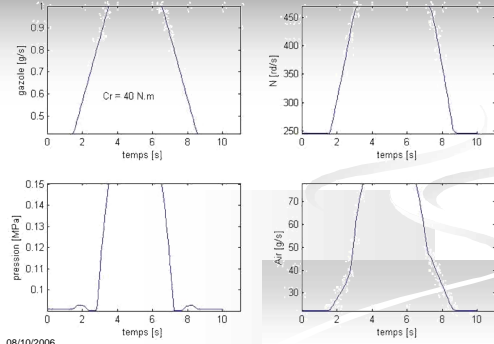 1
0.9
0.8
0.7
0.6
0.5
gazole [g/s]
Cr = 40 N.m
0 2 4 6 8 10
temps [s]
450
400
350
300
250
N [rd/s]
0 2 4 6 8 10
temps [s]
0.15
0.14
0.13
0.12
0.11
0.1
pression [MPa]
0 2 4 6 8 10
temps [s]
70
60
50
40
30
Air [g/s]
0 2 4 6 8 10
temps [s]
08/10/2006